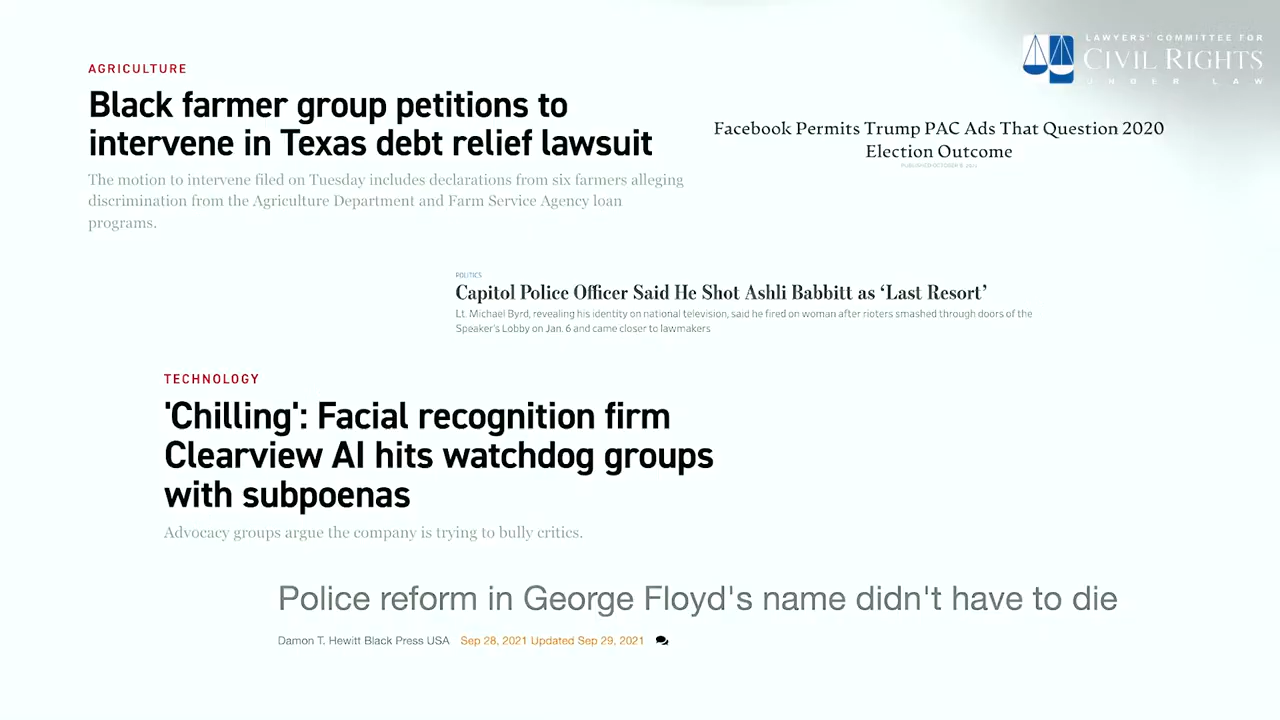 LAWYERS' COMMITTEE FOR
CIVIL RIGHTS
UNDER LAW
AGRICULTURE
Black farmer group petitions to
intervene in Texas debt relief lawsuit
The motion to intervene filed on Tuesday includes declarations from six farmers alleging
discrimination from the Agriculture Department and Farm Service Agency loan
programs.
Facebook Permits Trump PAC Ads That Question 2020
Election Outcome
POLITICS
Capitol Police Officer Said He Shot Ashli Babbitt as ‘Last Resort’
Lt. Michael Byrd, revealing his identity on national television, said he fired on woman after rioters smashed through doors of the
Speaker's Lobby on Jan. 6 and came closer to lawmakers
TECHNOLOGY
'Chilling': Facial recognition firm
Clearview AI hits watchdog groups
with subpoenas
Advocacy groups argue the company is trying to bully critics.
Police reform in George Floyd's name didn't have to die
Damon T. Hewitt Black Press USA Sep 28, 2021 Updated Sep 29, 2021